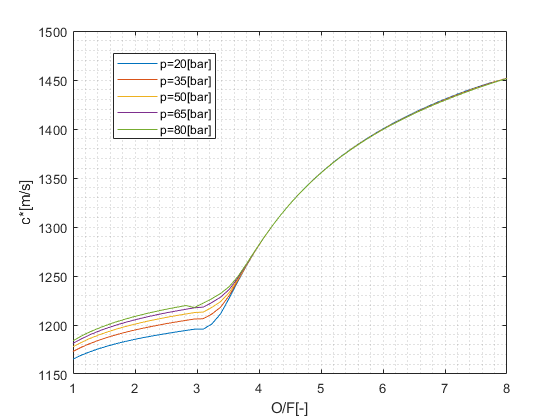 1500
1450
1400
1350
1300
1250
1200
1150
c*[m/s]
p=20[bar]
p=35[bar]
p=50[bar]
p=65[bar]
p=80[bar]
1 2 3 4 5 6 7 8
O/F[-]